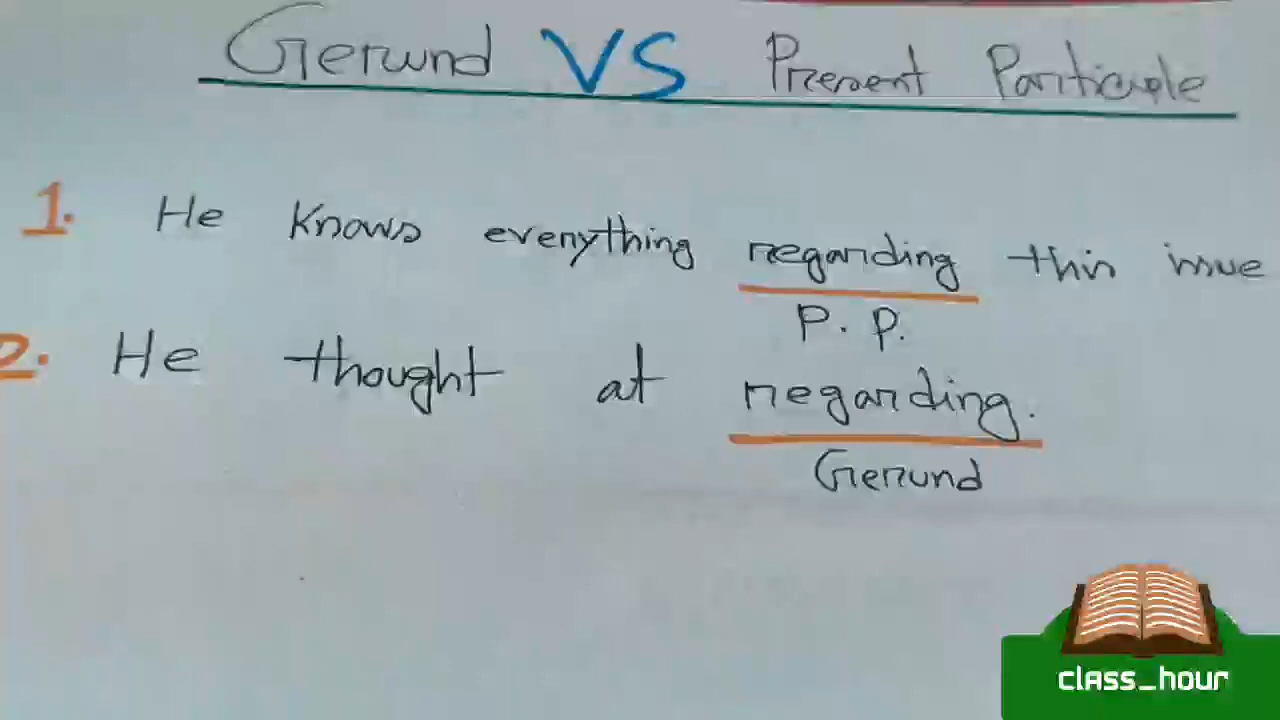 Gerund VS Present Participle
1. He knows everything regarding this issue
P. P.
2. He thought at regarding.
Gerund
class_hour